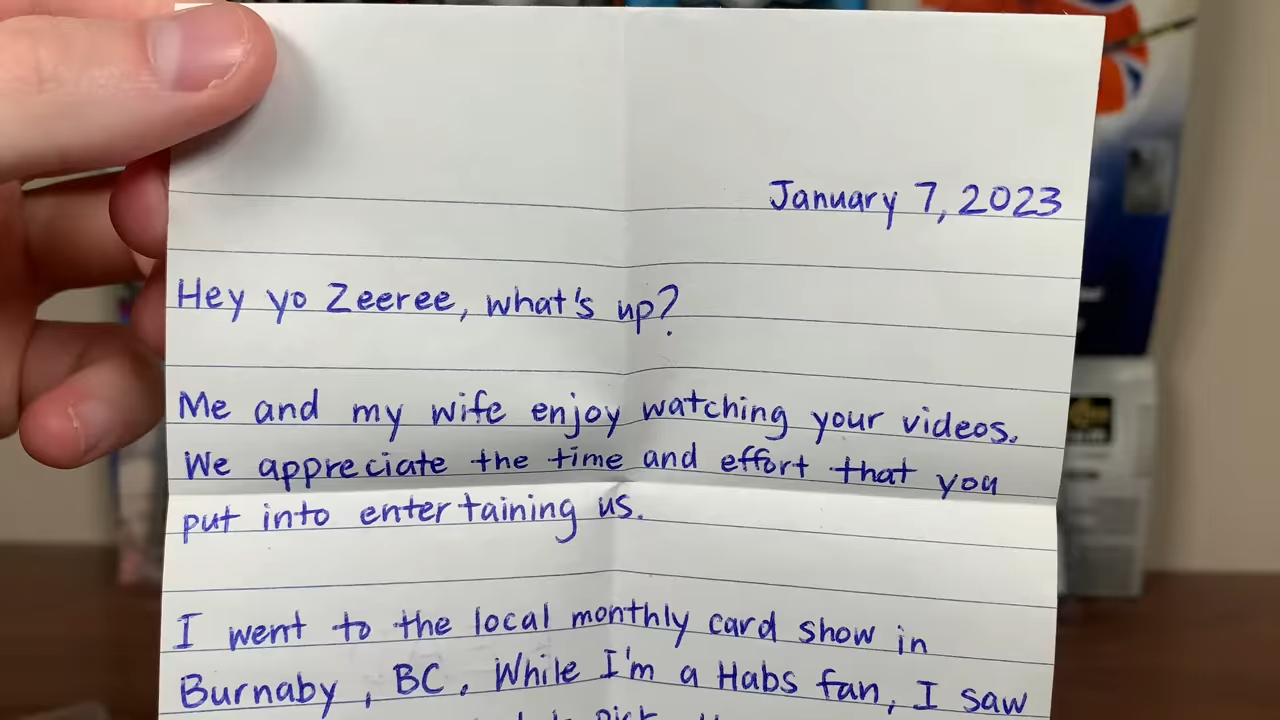 January 7, 2023
Hey yo Zeeree, what's up?
Me and my wife enjoy watching your videos.
We appreciate the time and effort that you
put into entertaining us.
I went to the local monthly card show in
Burnaby, BC. While I'm a Habs fan, I saw